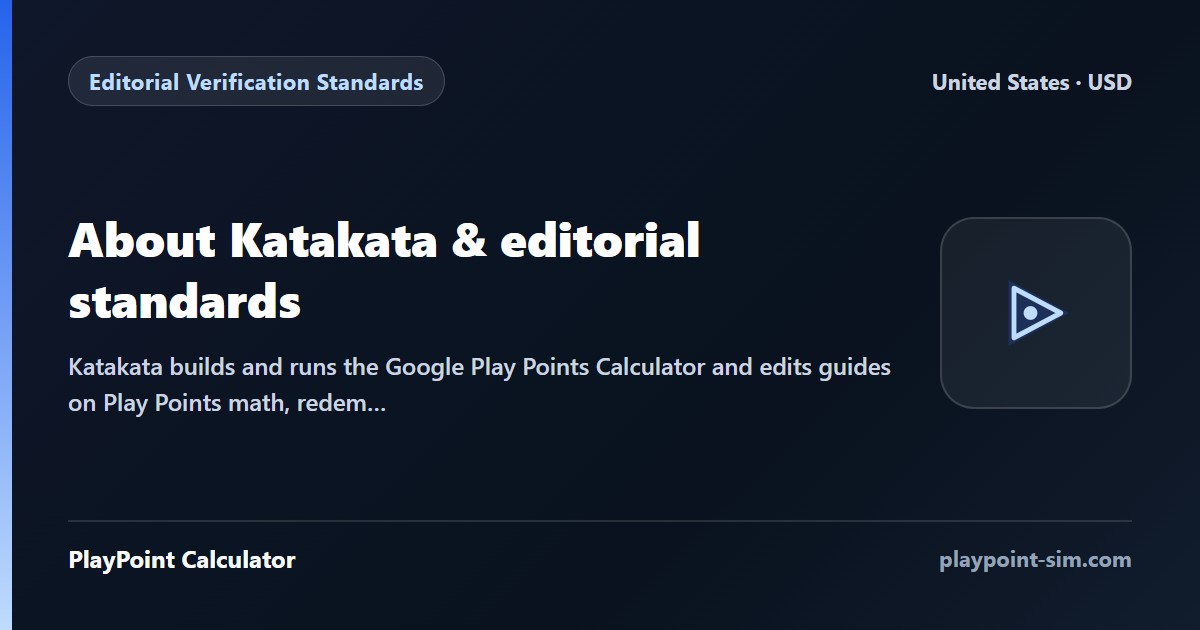 Editorial Verification Standards
United States · USD
About Katakata & editorial
standards
Katakata builds and runs the Google Play Points Calculator and edits guides
on Play Points math, redem...
PlayPoint Calculator
playpoint-sim.com